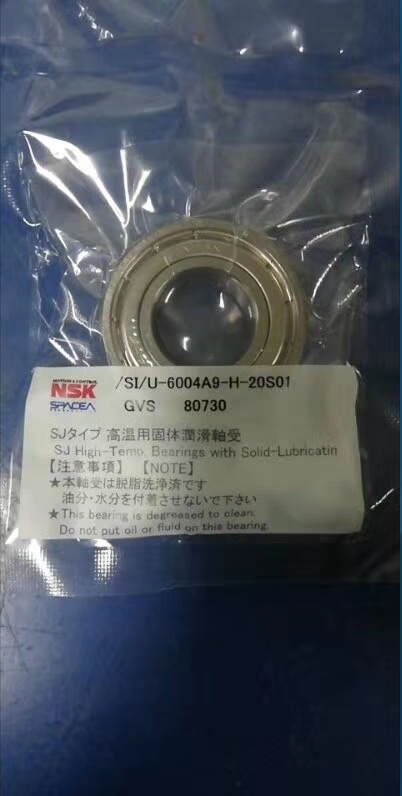 MOTION & CONTROL
NSK
SPACEA
/SI/U-6004A9-H-20S01
GVS 80730
SJタイプ 高温用固体潤滑軸受
SJ High-Temp. Bearings with Solid-Lubricatin
【注意事項】 【NOTE】
★本軸受は脱脂洗浄済です
油分・水分を付着させないで下さい
★This bearing is degreased to clean.
Do not put oil or fluid on this bearing.